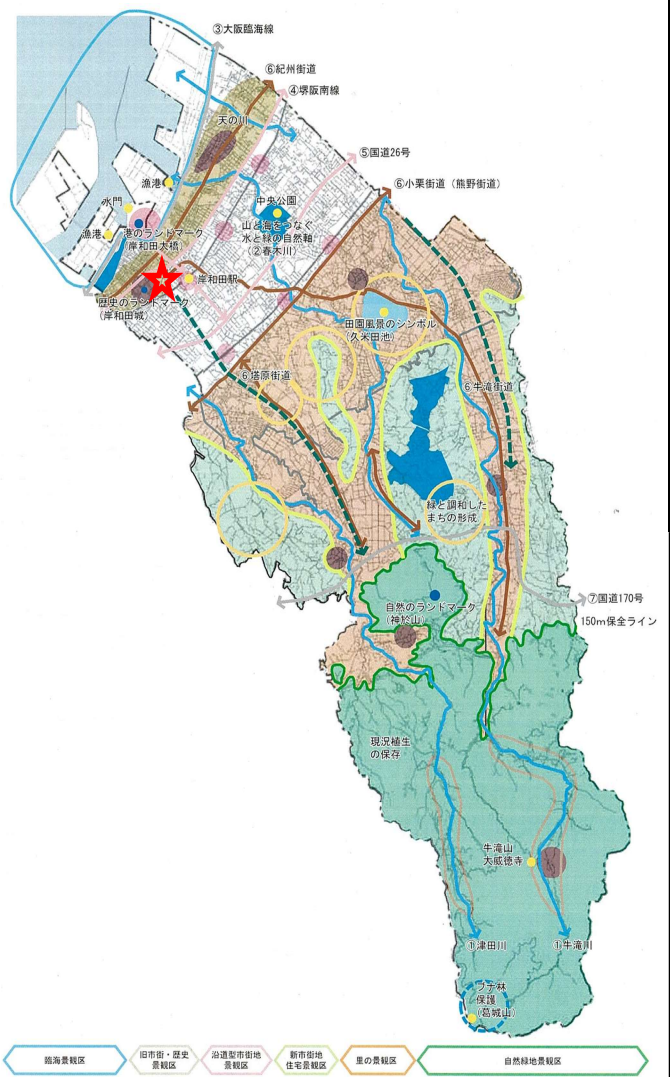 ③大阪臨海線
⑥紀州街道
④堺阪南線
天の川
⑤国道26号
漁港
⑥小栗街道（熊野街道）
水門
中央公園
漁港
港のランドマーク
（岸和田大橋）
山と海をつなぐ
水と緑の自然軸
（②春木川）
岸和田駅
歴史のランドマーク
（岸和田城）
田園風景のシンボル
（久米田池）
6 塔原街道
6 牛滝街道
緑と調和した
まちの形成
⑦国道170号
自然のランドマーク
（神於山）
150m保全ライン
現況植生
の保存
牛滝山
大威徳寺
①津田川
①牛滝川
ブナ林
保護
（葛城山）
臨海景観区
旧市街・歴史
景観区
沿道型市街地
景観区
新市街地
住宅景観区
里の景観区
自然緑地景観区